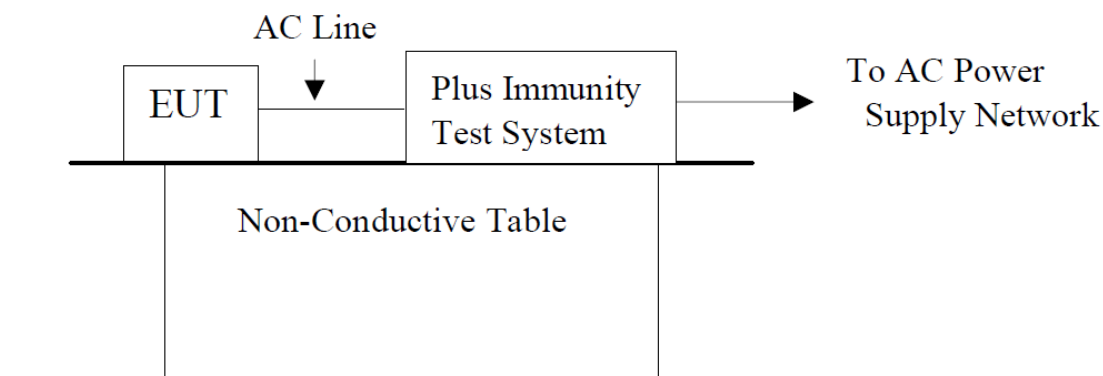 AC Line
EUT
Plus Immunity
Test System
To AC Power
Supply Network
Non-Conductive Table